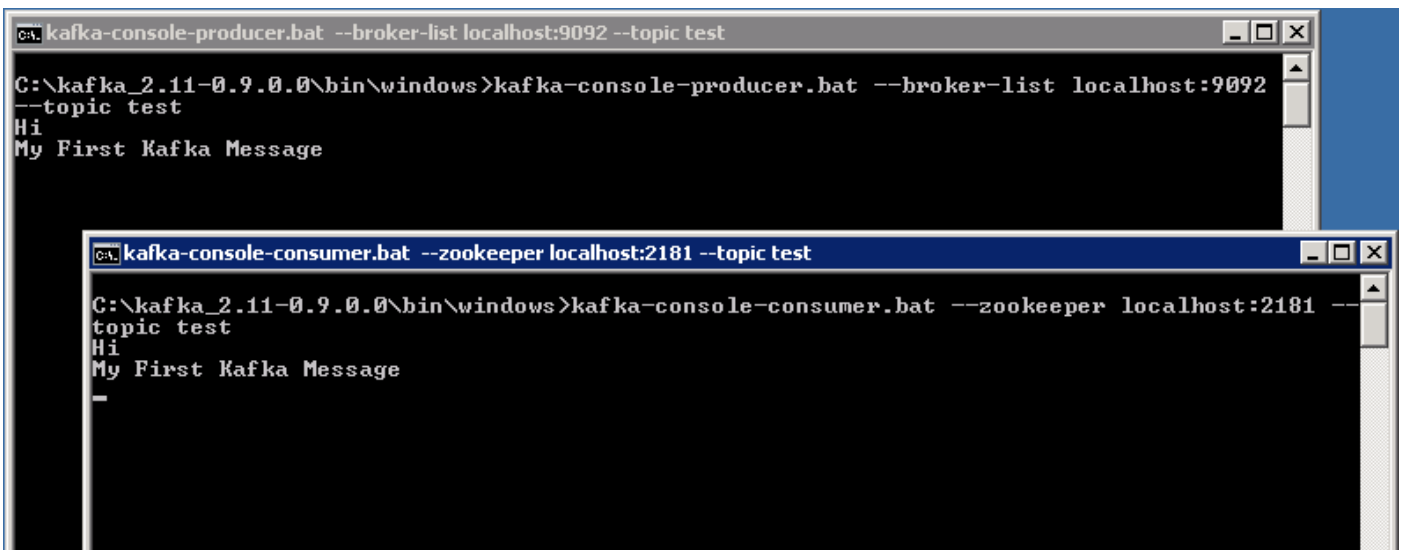 kafka-console-producer.bat --broker-list localhost:9092 --topic test
C:\kafka_2.11-0.9.0.0\bin\windows>kafka-console-producer.bat --broker-list localhost:9092
--topic test
Hi
My First Kafka Message
kafka-console-consumer.bat --zookeeper localhost:2181 --topic test
C:\kafka_2.11-0.9.0.0\bin\windows>kafka-console-consumer.bat --zookeeper localhost:2181 --
topic test
Hi
My First Kafka Message